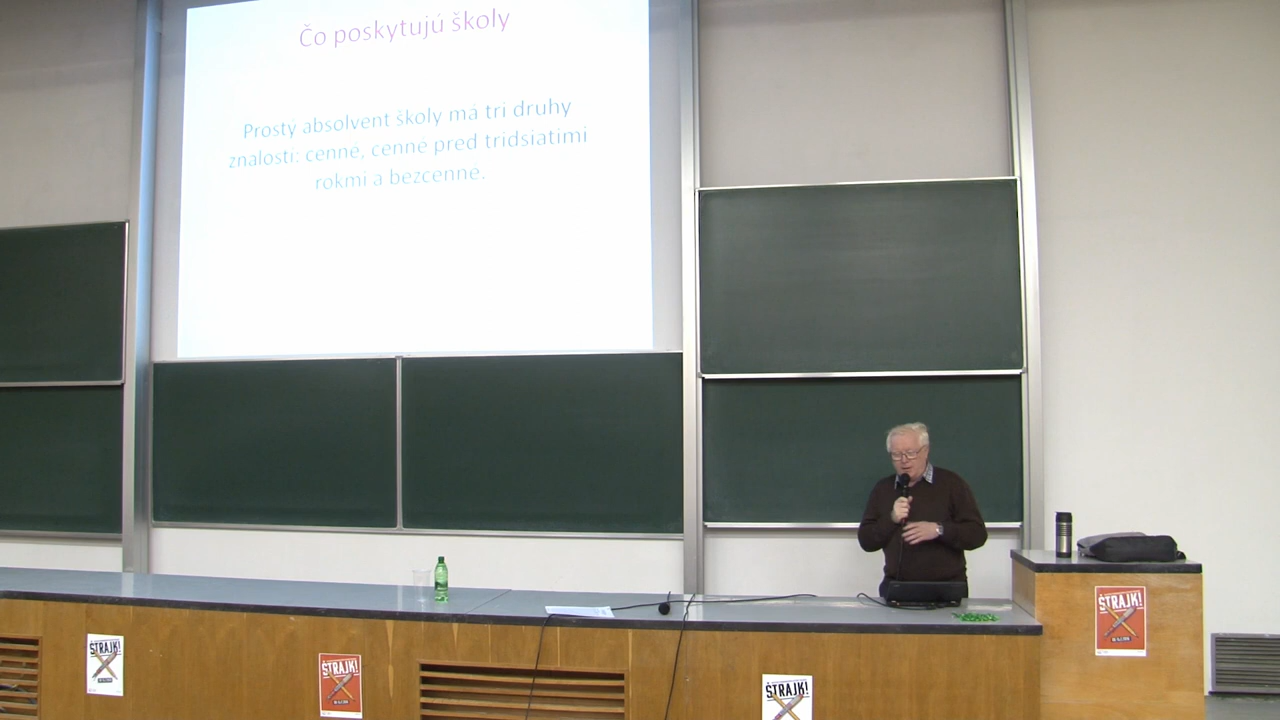 Čo poskytujú školy
Prostý absolvent školy má tri druhy
znalostí: cenné, cenné pred tridsiatimi
rokmi a bezcenné.
ŠTRAJK!
ŠTRAJK!
ŠTRAJK!
ŠTRAJK!